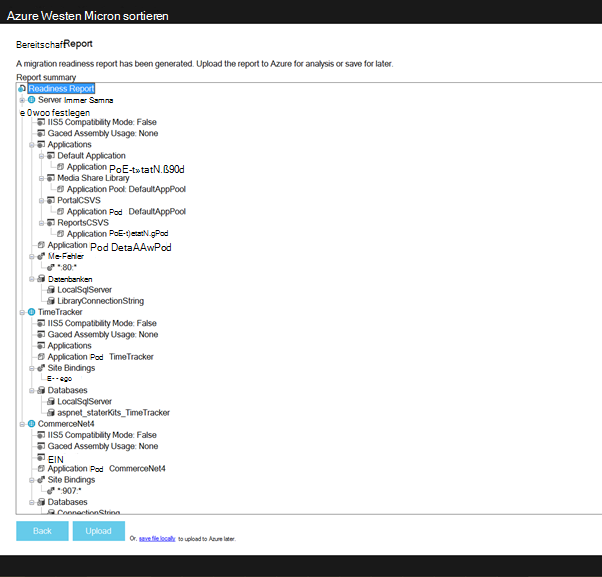 Azure Westen Micron sortieren
BereitschafReport
A migration readiness report has been generated. Upload the report to Azure for analysis or save for later.
Report summary
Readiness Report
Server Immer Samna
e 0woo festlegen
IIS5 Compatibility Mode: False
Gaced Assembly Usage: None
Applications
Default Application
Application PoE-t»tatN.ß90d
Media Share Library
Application Pool: DefaultAppPool
PortalCSVS
Application Pod DefaultAppPool
ReportsCSVS
Application PoE-t)etatN.gPod
Application Pod DetaAAwPod
Me-Fehler
*:80:*
Datenbanken
LocalSqlServer
LibraryConnectionString
TimeTracker
IIS5 Compatibility Mode: False
Gaced Assembly Usage: None
Applications
Application Pod TimeTracker
Site Bindings
E--ego
Databases
LocalSqlServer
aspnet_staterKits_TimeTracker
CommerceNet4
IIS5 Compatibility Mode: False
Gaced Assembly Usage: None
EIN
Application Pod CommerceNet4
Site Bindings
*:907:*
Databases
ConnectionString
Back Upload Or, save file locally to upload to Azure later.